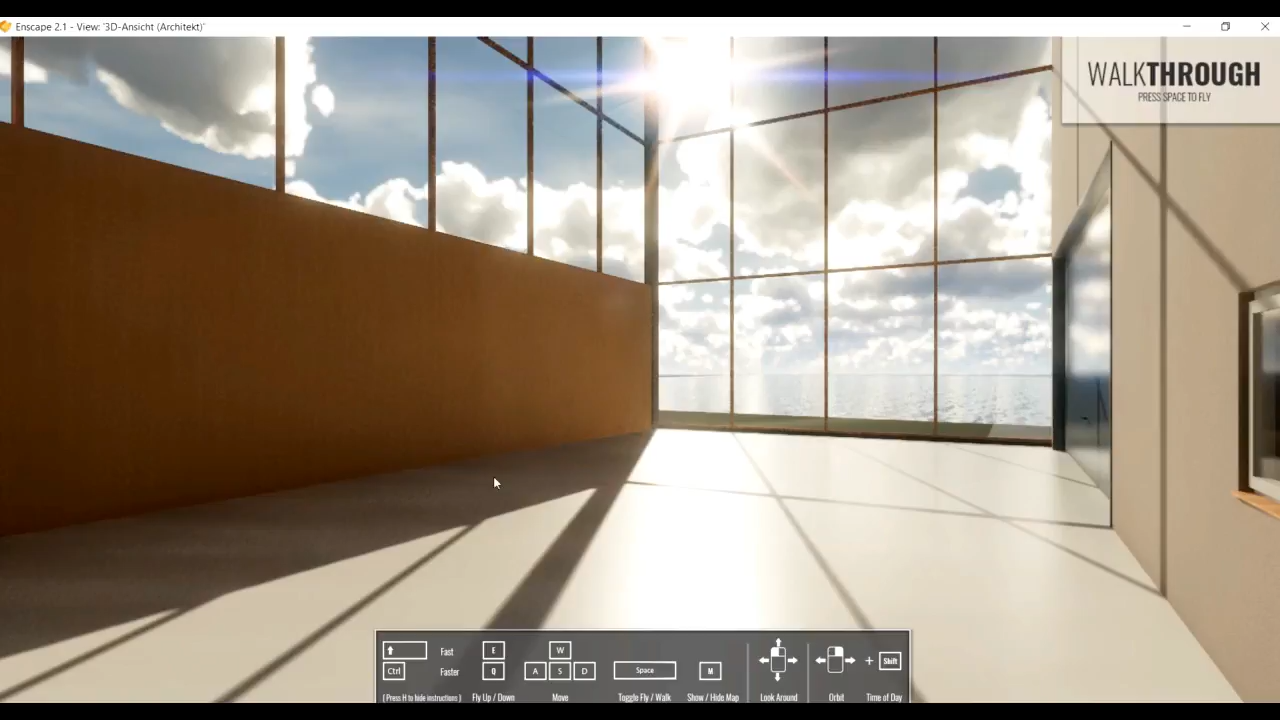 Enscape 2.1 - View: '3D-Ansicht (Architekt)'
WALKTHROUGH
PRESS SPACE TO FLY
Fast
E
W
Ctrl
Faster
Q
A
S
D
Space
M
+
Shift
( Press H to hide instructions )
Fly Up / Down
Move
Toggle Fly / Walk
Show / Hide Map
Look Around
Orbit
Time of Day